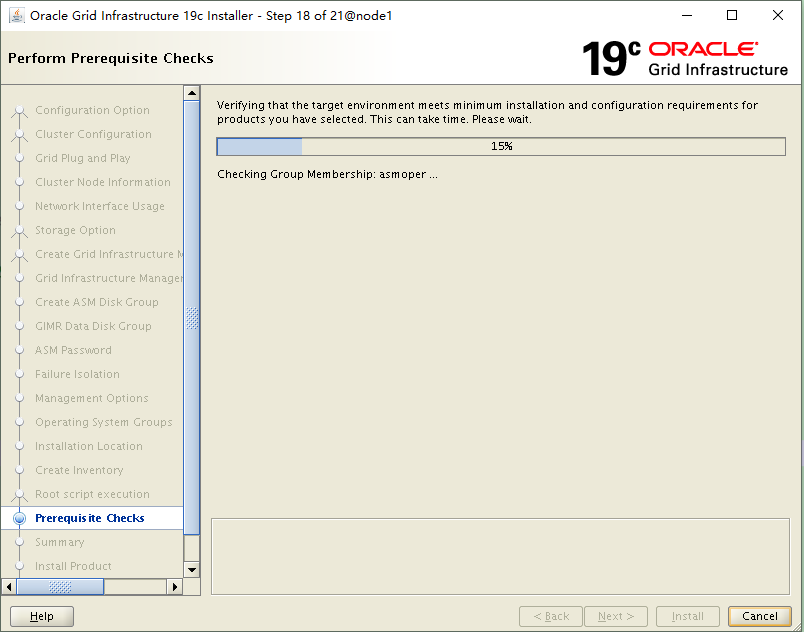 Oracle Grid Infrastructure 19c Installer - Step 18 of 21@node1
Perform Prerequisite Checks
19c ORACLE
Grid Infrastructure
Configuration Option
Cluster Configuration
Grid Plug and Play
Cluster Node Information
Network Interface Usage
Storage Option
Create Grid Infrastructure M
Grid Infrastructure Manager
Create ASM Disk Group
GIMR Data Disk Group
ASM Password
Failure Isolation
Management Options
Operating System Groups
Installation Location
Create Inventory
Root script execution
Prerequisite Checks
Summary
Install Product
Verifying that the target environment meets minimum installation and configuration requirements for
products you have selected. This can take time. Please wait.
15%
Checking Group Membership: asmoper ...
Help
< Back
Next >
Install
Cancel